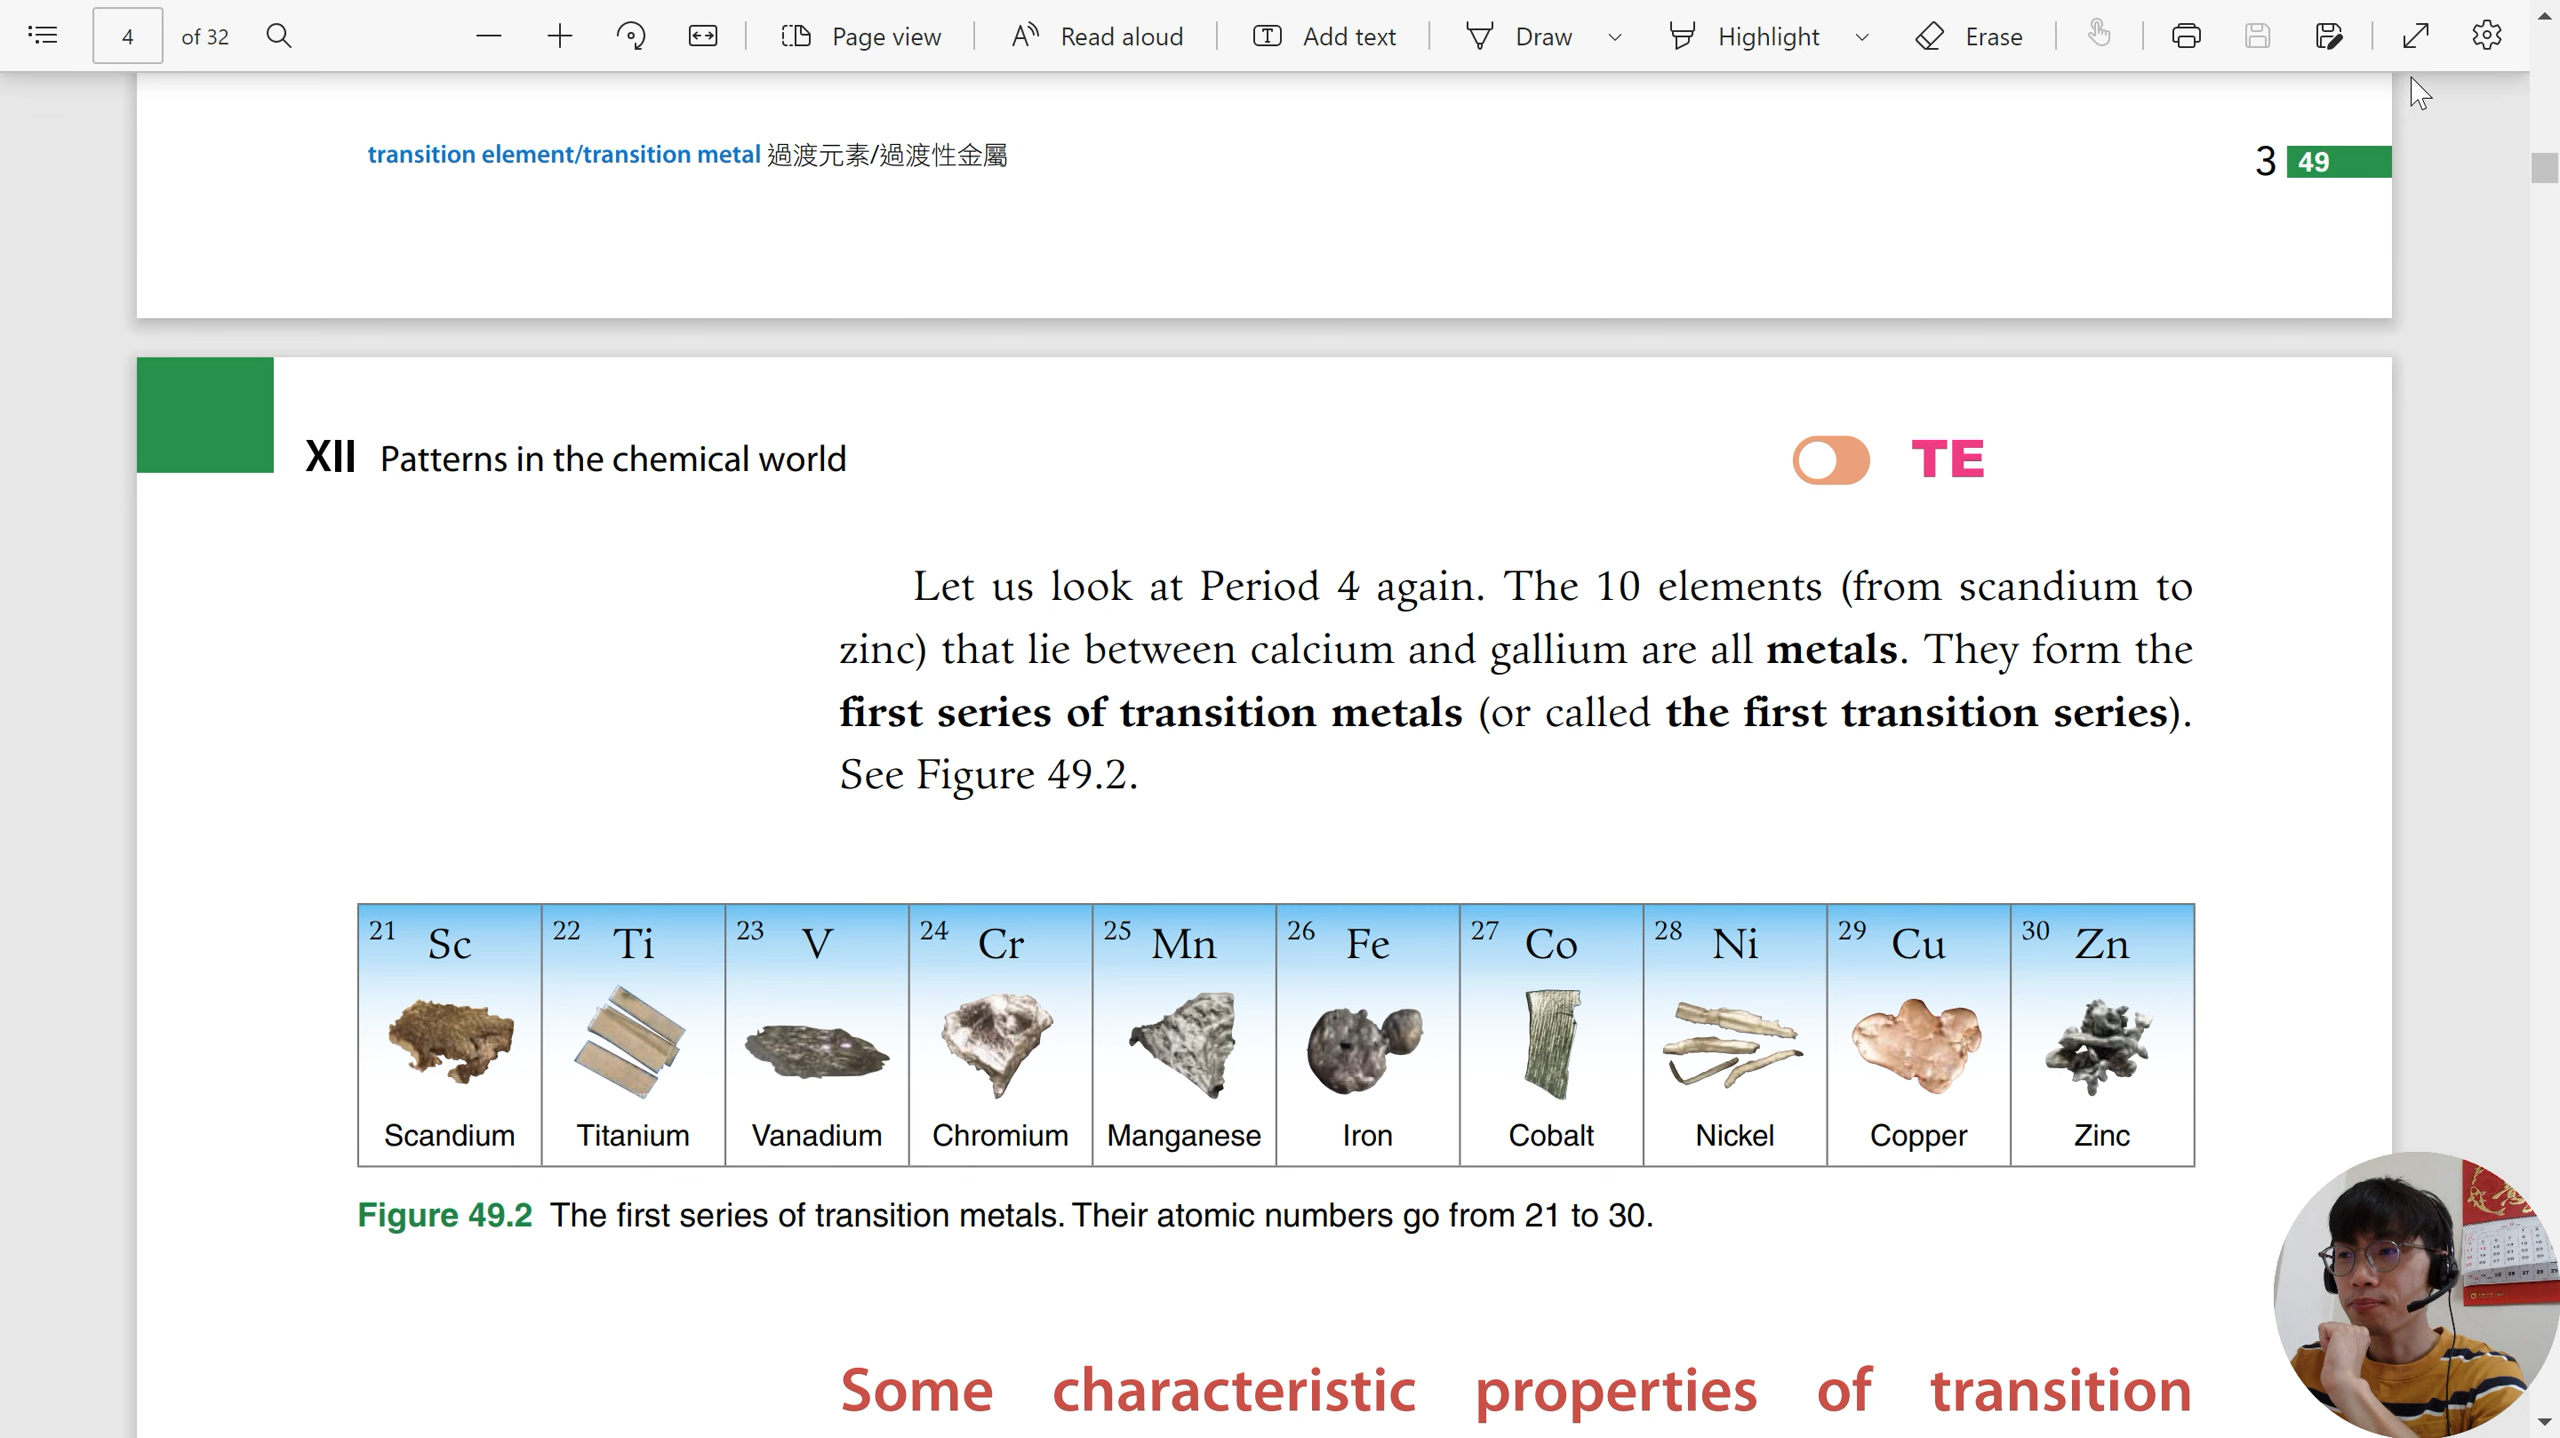 4 of 32 Page view Read aloud Add text Draw Highlight Erase
transition element/transition metal 過渡元素/過渡性金屬
3 49
XII Patterns in the chemical world
TE
Let us look at Period 4 again. The 10 elements (from scandium to
zinc) that lie between calcium and gallium are all metals. They form the
first series of transition metals (or called the first transition series).
See Figure 49.2.
21 Sc 22 Ti 23 V 24 Cr 25 Mn 26 Fe 27 Co 28 Ni 29 Cu 30 Zn
Scandium Titanium Vanadium Chromium Manganese Iron Cobalt Nickel Copper Zinc
Figure 49.2 The first series of transition metals. Their atomic numbers go from 21 to 30.
Some characteristic properties of transition